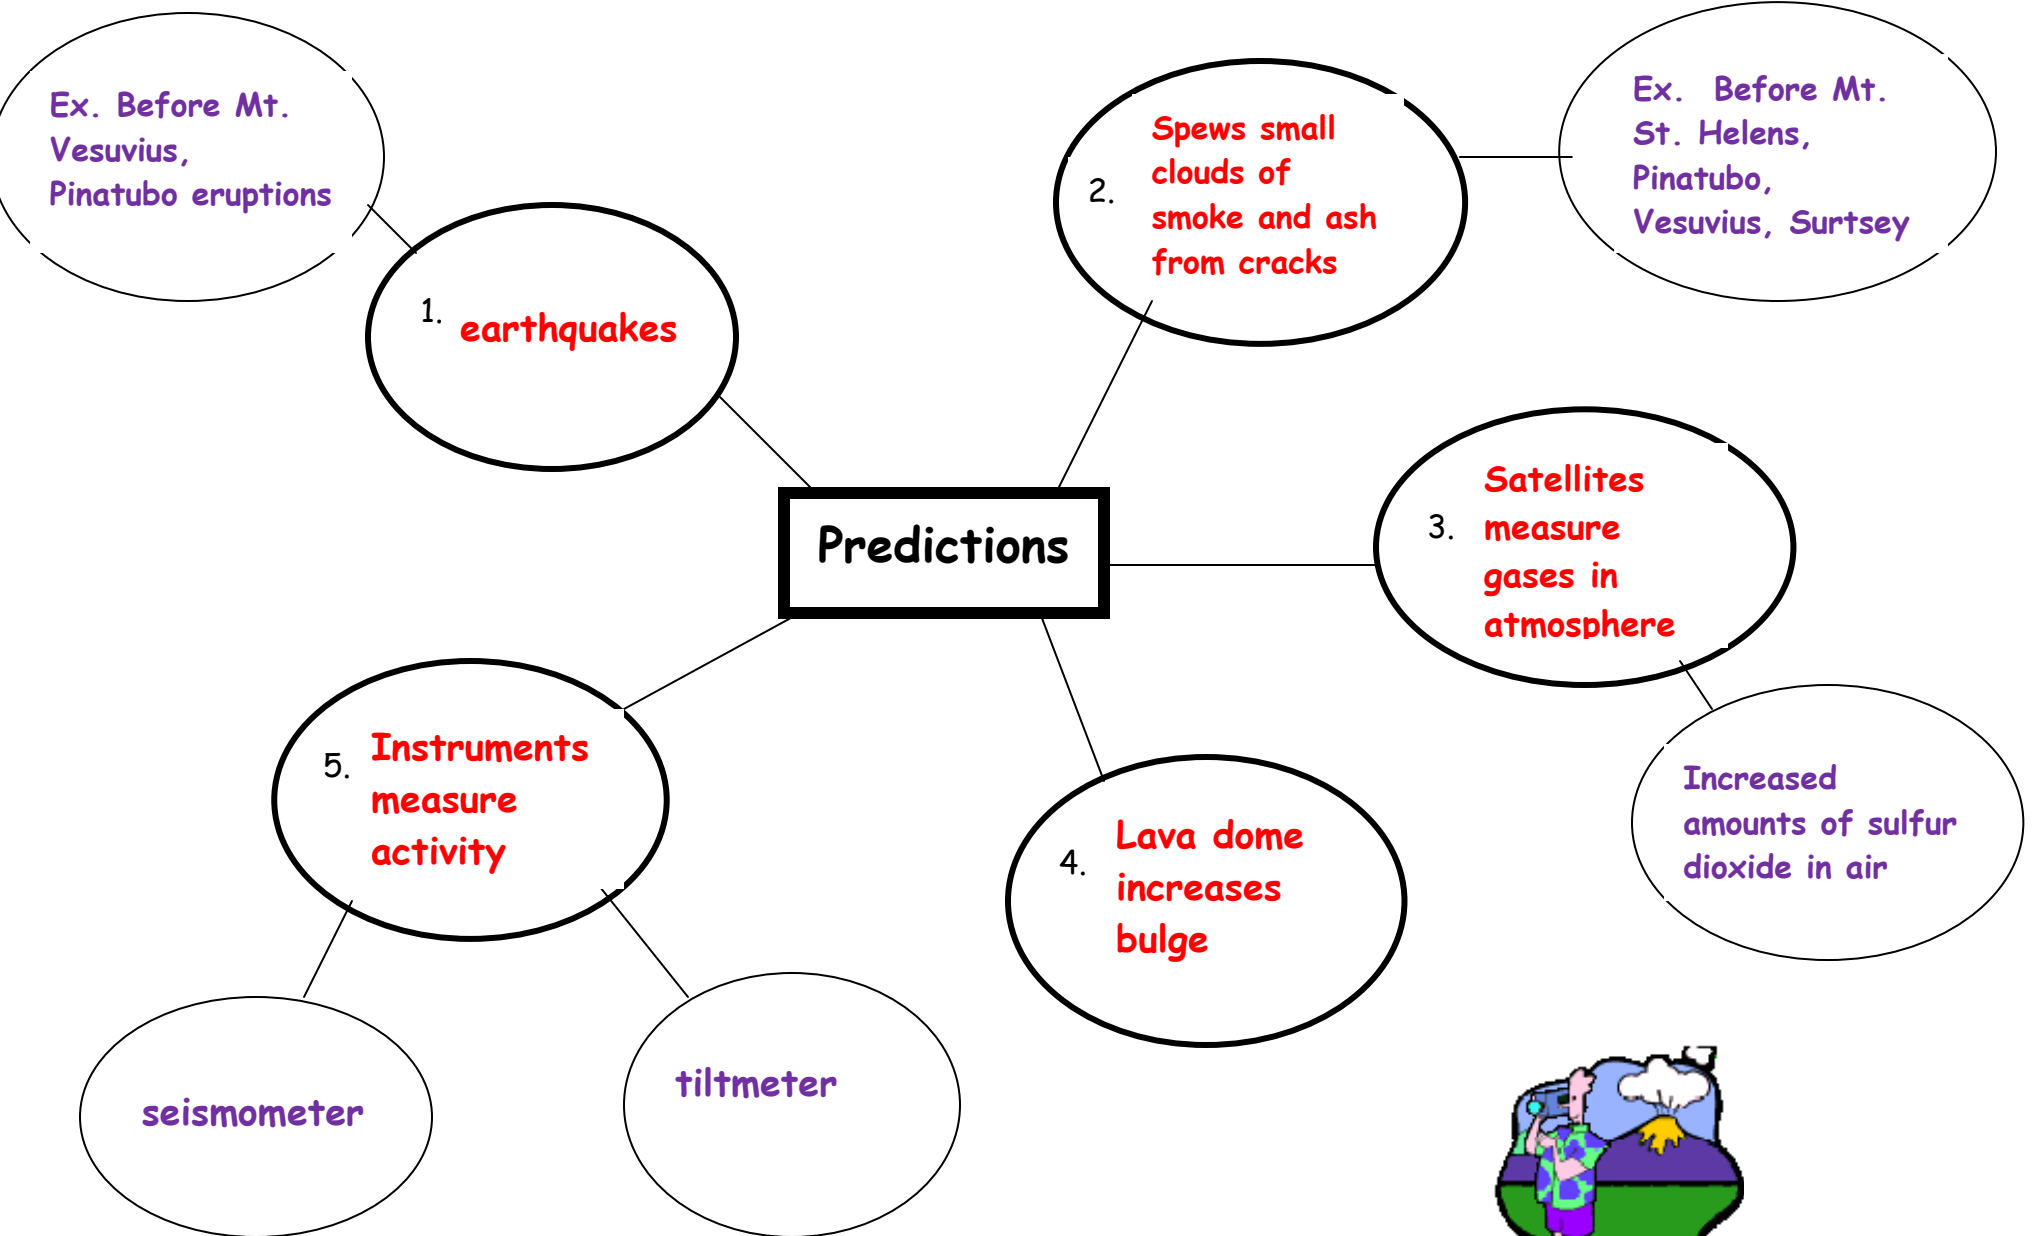 Predictions
1. earthquakes
Ex. Before Mt.
Vesuvius,
Pinatubo eruptions
2.
Spews small
clouds of
smoke and ash
from cracks
Ex. Before Mt.
St. Helens,
Pinatubo,
Vesuvius, Surtsey
3.
Satellites
measure
gases in
atmosphere
Increased
amounts of sulfur
dioxide in air
4.
Lava dome
increases
bulge
5.
Instruments
measure
activity
seismometer
tiltmeter